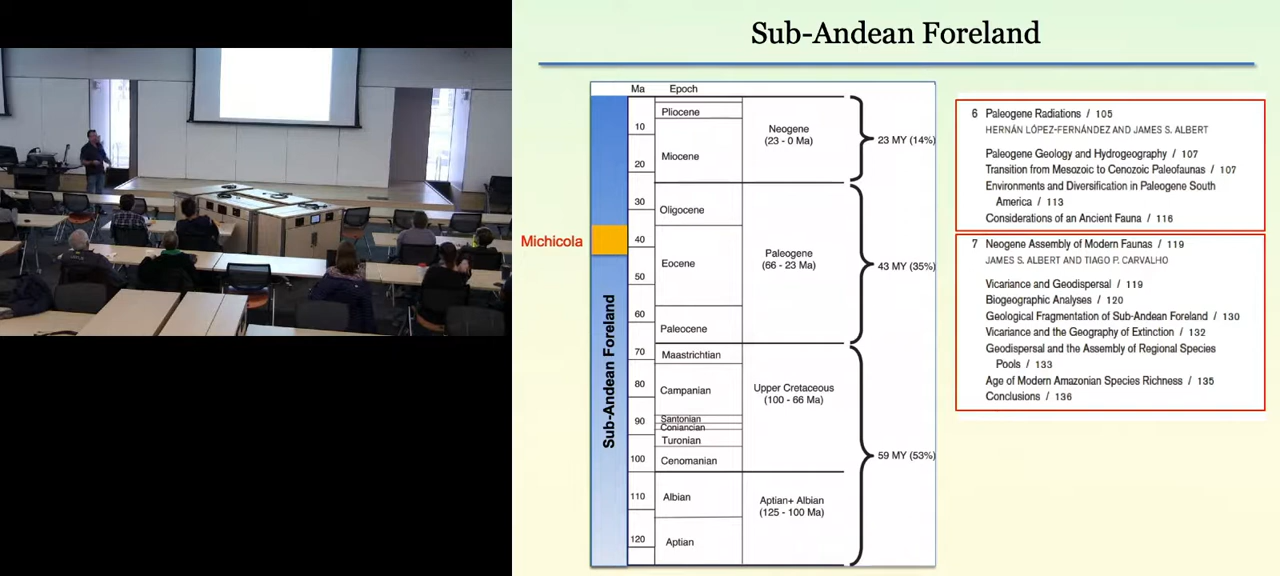 Sub-Andean Foreland
Ma Epoch
Pliocene
10
Neogene
(23 - 0 Ma)
23 MY (14%)
Miocene
20
30
Oligocene
Michicola
40
Paleogene
(66 - 23 Ma)
43 MY (35%)
Eocene
50
60
Paleocene
70
Maastrichtian
80
Campanian
Upper Cretaceous
(100 - 66 Ma)
90
Santonian
Coniancian
Turonian
59 MY (53%)
100
Cenomanian
110
Albian
Aptian+ Albian
(125 - 100 Ma)
120
Aptian
Sub-Andean Foreland
6 Paleogene Radiations / 105
HERNÁN LÓPEZ-FERNÁNDEZ AND JAMES S. ALBERT
Paleogene Geology and Hydrogeography / 107
Transition from Mesozoic to Cenozoic Paleofaunas / 107
Environments and Diversification in Paleogene South
America / 113
Considerations of an Ancient Fauna / 116
7 Neogene Assembly of Modern Faunas / 119
JAMES S. ALBERT AND TIAGO P. CARVALHO
Vicariance and Geodispersal / 119
Biogeographic Analyses / 120
Geological Fragmentation of Sub-Andean Foreland / 130
Vicariance and the Geography of Extinction / 132
Geodispersal and the Assembly of Regional Species
Pools / 133
Age of Modern Amazonian Species Richness / 135
Conclusions / 136